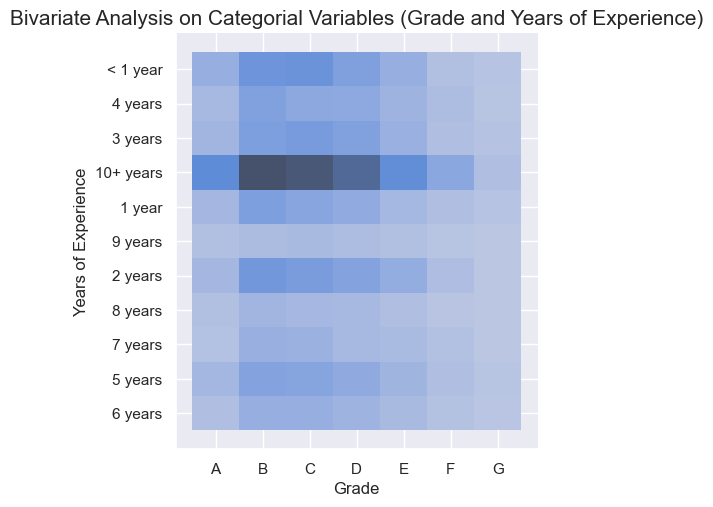 Bivariate Analysis on Categorial Variables (Grade and Years of Experience)
Years of Experience
< 1 year
4 years
3 years
10+ years
1 year
9 years
2 years
8 years
7 years
5 years
6 years
A B C D E F G
Grade